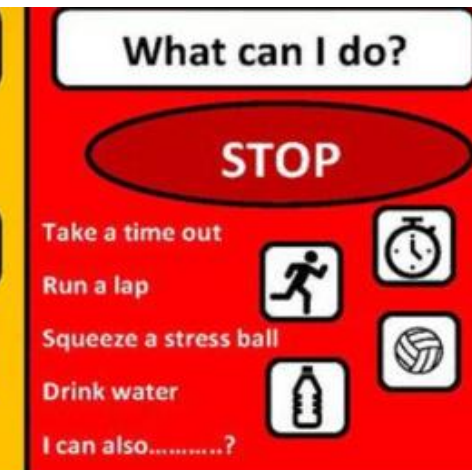 What can I do?
STOP
Take a time out
Run a lap
Squeeze a stress ball
Drink water
I can also...........?